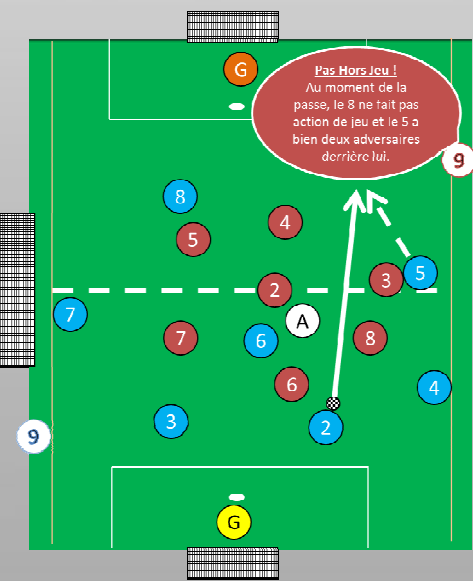 G
Pas Hors Jeu !
Au moment de la
passe, le 8 ne fait pas
action de jeu et le 5 a
bien deux adversaires
derrière lui.
9
8
4
5
5
3
2
7
A
6
7
8
6
4
3
2
9
G